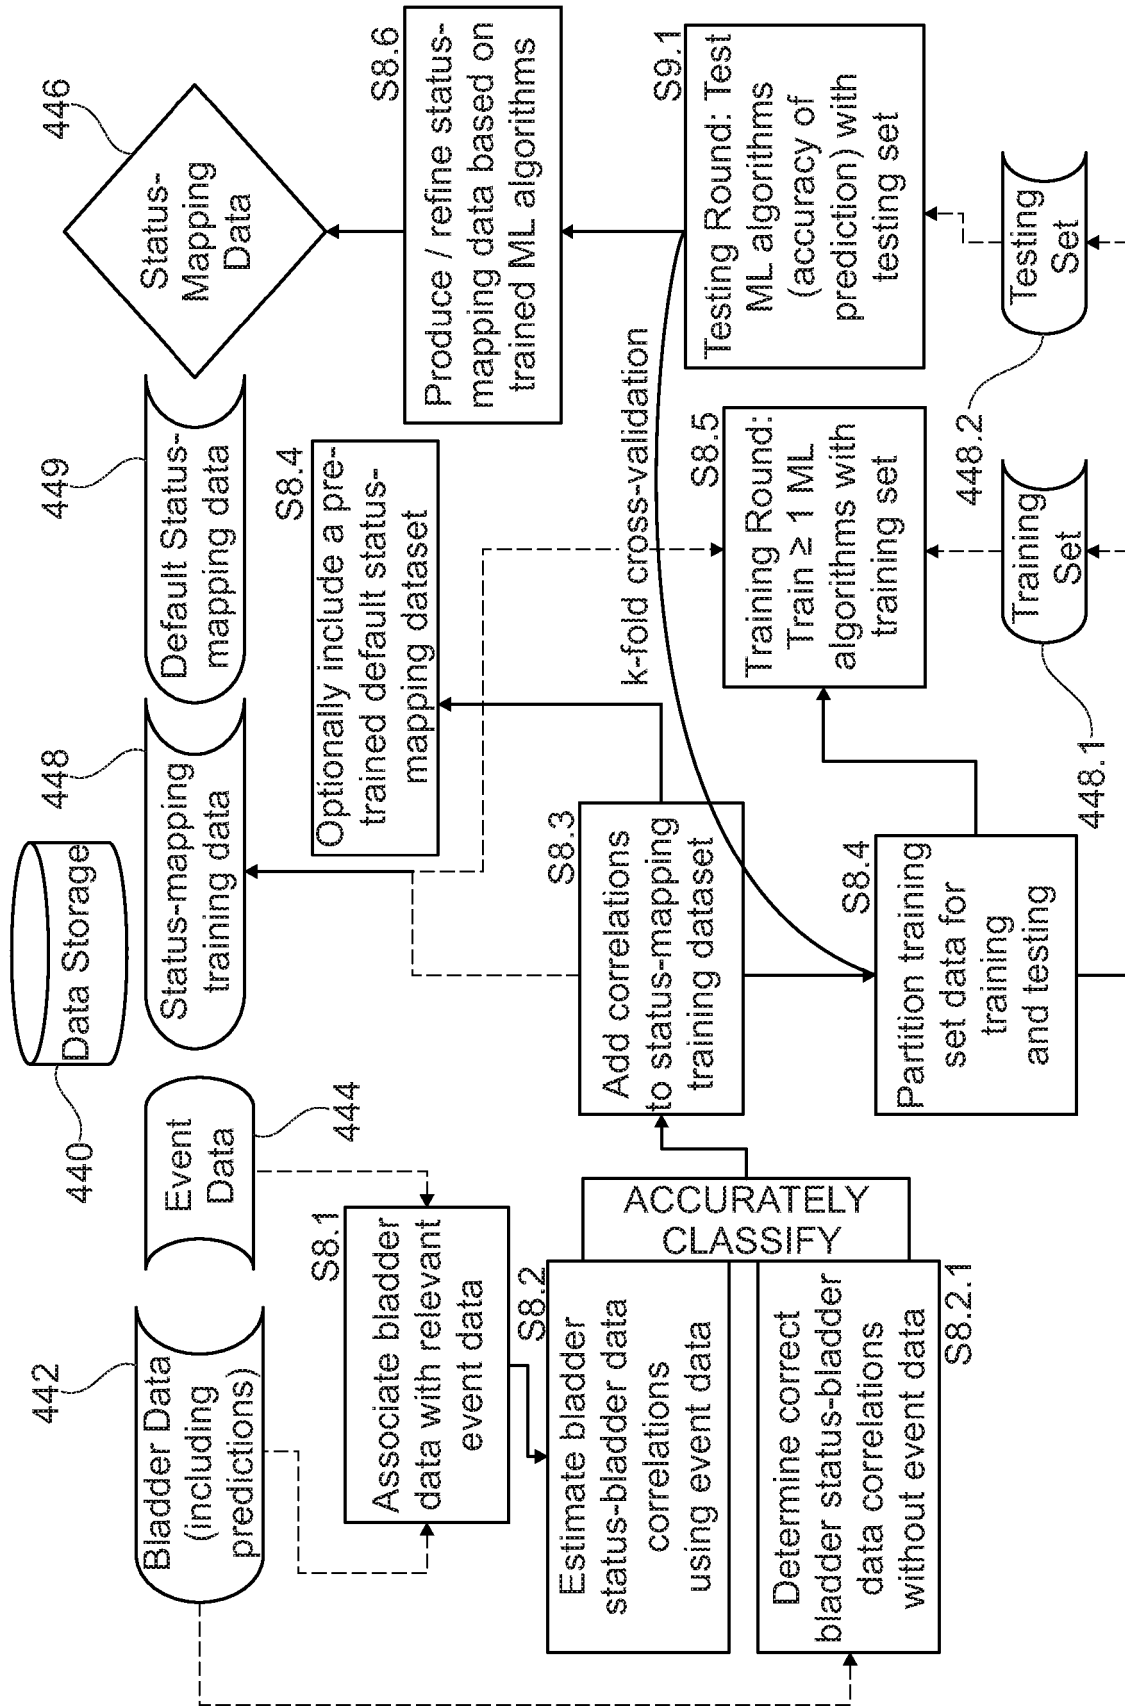 440
Data Storage
442
Bladder Data
(including
predictions)
444
Event
Data
448
Status-mapping
training data
449
Default Status-
mapping data
446
Status-
Mapping
Data
S8.1
Associate bladder
data with relevant
event data
S8.2
Estimate bladder
status-bladder data
correlations
using event data
Determine correct
bladder status-bladder
data correlations
without event data
S8.2.1
ACCURATELY
CLASSIFY
S8.3
Add correlations
to status-mapping
training dataset
S8.4
Optionally include a pre-
trained default status-
mapping dataset
S8.4
Partition training
set data for
training
and testing
k-fold cross-validation
S8.5
Training Round:
Train ≥ 1 ML
algorithms with
training set
S8.6
Produce / refine status-
mapping data based on
trained ML algorithms
S9.1
Testing Round: Test
ML algorithms
(accuracy of
prediction) with
testing set
448.1
Training
Set
448.2
Testing
Set